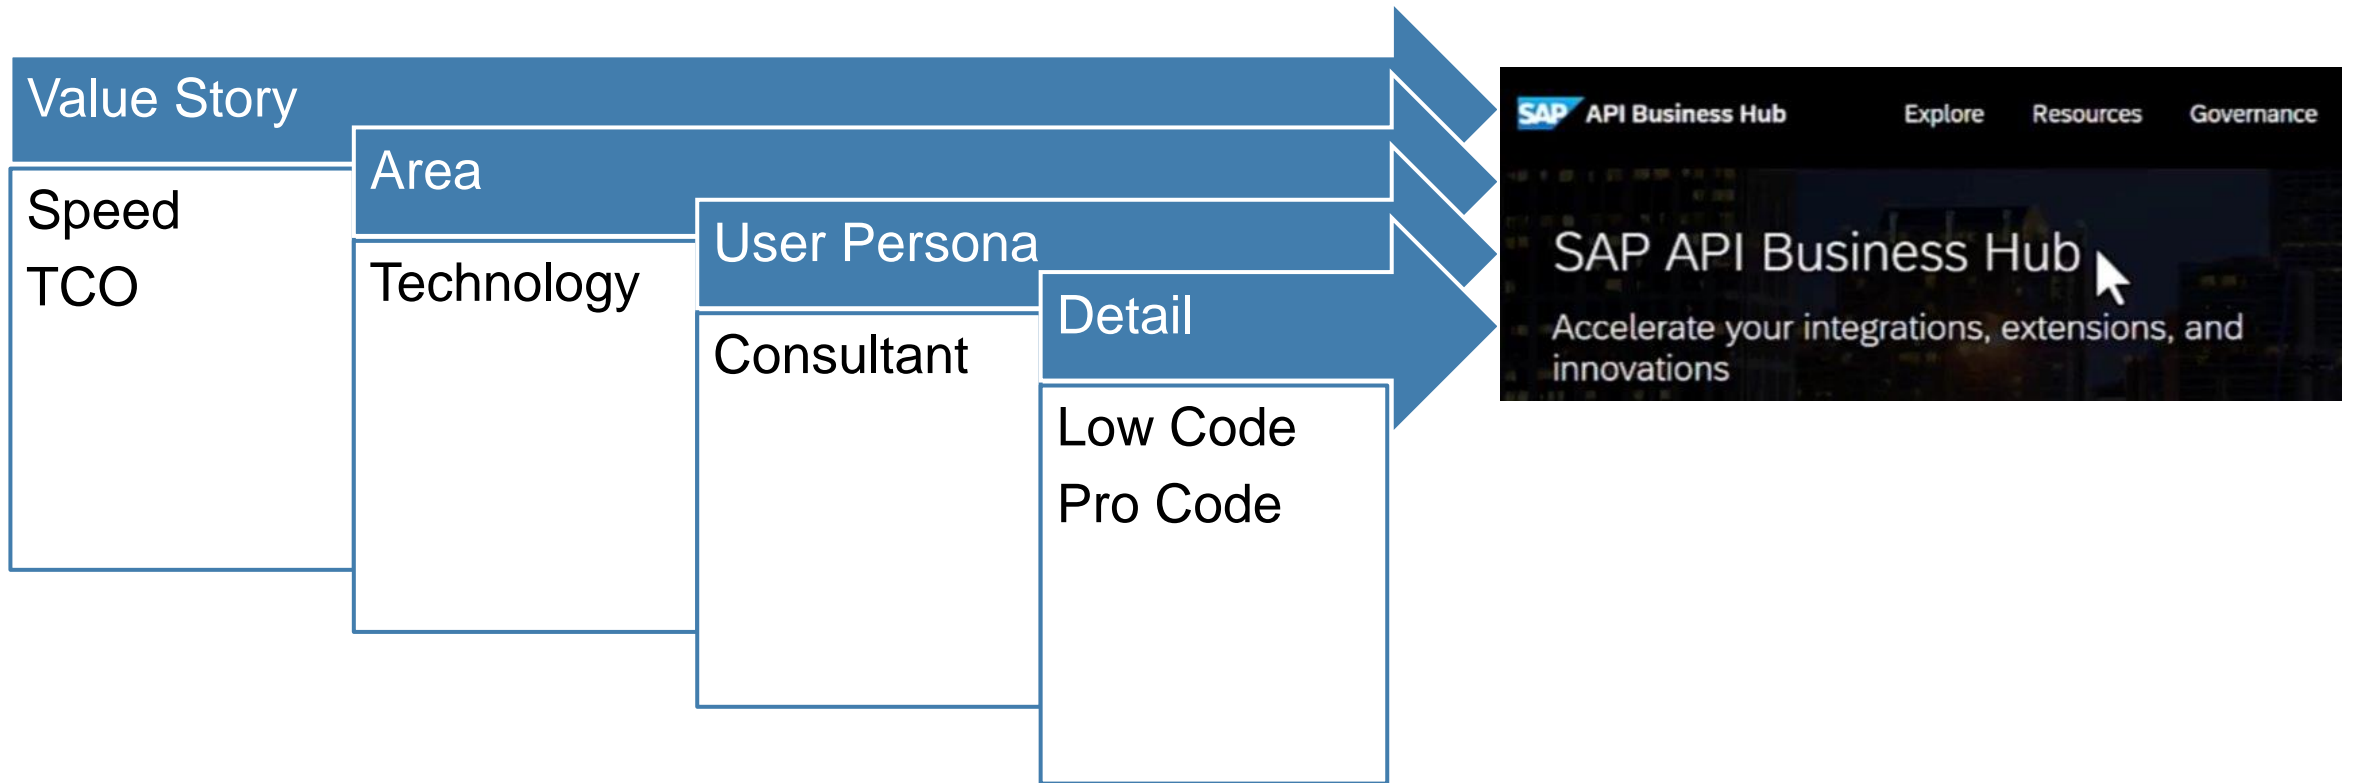 Value Story
Speed
TCO
Area
Technology
User Persona
Consultant
Detail
Low Code
Pro Code
SAP API Business Hub Explore Resources Governance
SAP API Business Hub
Accelerate your integrations, extensions, and
innovations